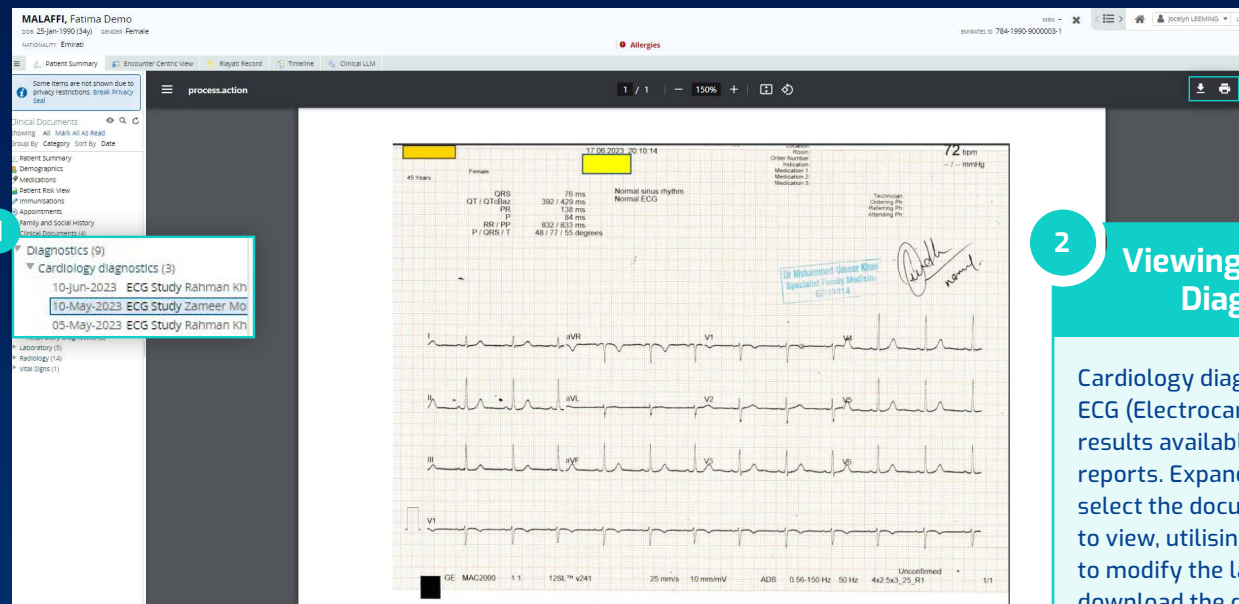 MALAFFI, Fatima Demo
DOB 25-Jan-1990 (34y) GENDER Female
NATIONALITY Emirati
Allergies
MRN -
EMIRATES ID 784-1990-9000003-1
Jocelyn LEEMING
Patient Summary Encounter Centric View Riayati Record Timeline Clinical LLM
Some items are not shown due to
privacy restrictions. Break Privacy
Seal
process.action
1 / 1 | − 150% +
Clinical Documents
Showing All Mark All As Read
Group By Category Sort By Date
Patient Summary
Demographics
Medications
Patient Risk View
Immunisations
Appointments
Family and Social History
Clinical Documents (4)
Diagnostics (9)
Cardiology diagnostics (3)
10-Jun-2023 ECG Study Rahman Kh
10-May-2023 ECG Study Zameer Mo
05-May-2023 ECG Study Rahman Kh
Laboratory (5)
Radiology (14)
Vital Signs (1)
17.06.2023 20:10:14
45 Years
Female
Location
Room
Order Number
Indication
Medication 1
Medication 2
Medication 3
72 bpm
-- / -- mmHg
QRS 76 ms
QT / QTcBaz 392 / 429 ms
PR 138 ms
P 84 ms
RR / PP 832 / 833 ms
P / QRS / T 48 / 77 / 55 degrees
Normal sinus rhythm
Normal ECG
Technician
Ordering Ph
Referring Ph
Attending Ph
Dr Mohammed Umeer Khan
Specialist Family Medicine
normal.
I aVR V1 V4
II aVL V2 V5
III aVF V3 V6
V1
GE MAC2000 1.1 12SL™ v241 25 mm/s 10 mm/mV ADS 0.56-150 Hz 50 Hz 4x2.5x3_25_R1 Unconfirmed 1/1
2
Viewing
Diag
Cardiology diag
ECG (Electrocar
results availabl
reports. Expand
select the docu
to view, utilisin
to modify the la
download the d